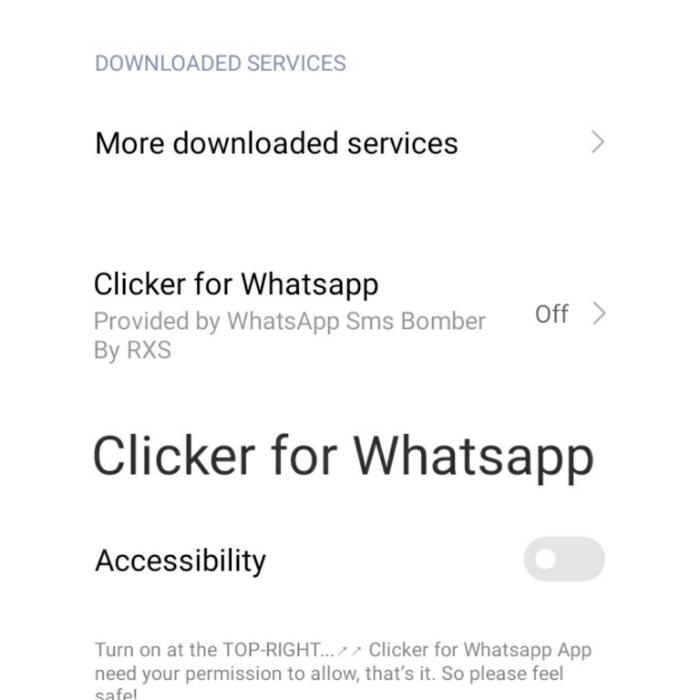 DOWNLOADED SERVICES
More downloaded services
Clicker for Whatsapp
Provided by WhatsApp Sms Bomber
By RXS
Off
Clicker for Whatsapp
Accessibility
Turn on at the TOP-RIGHT...↗↗ Clicker for Whatsapp App
need your permission to allow, that's it. So please feel
safe!